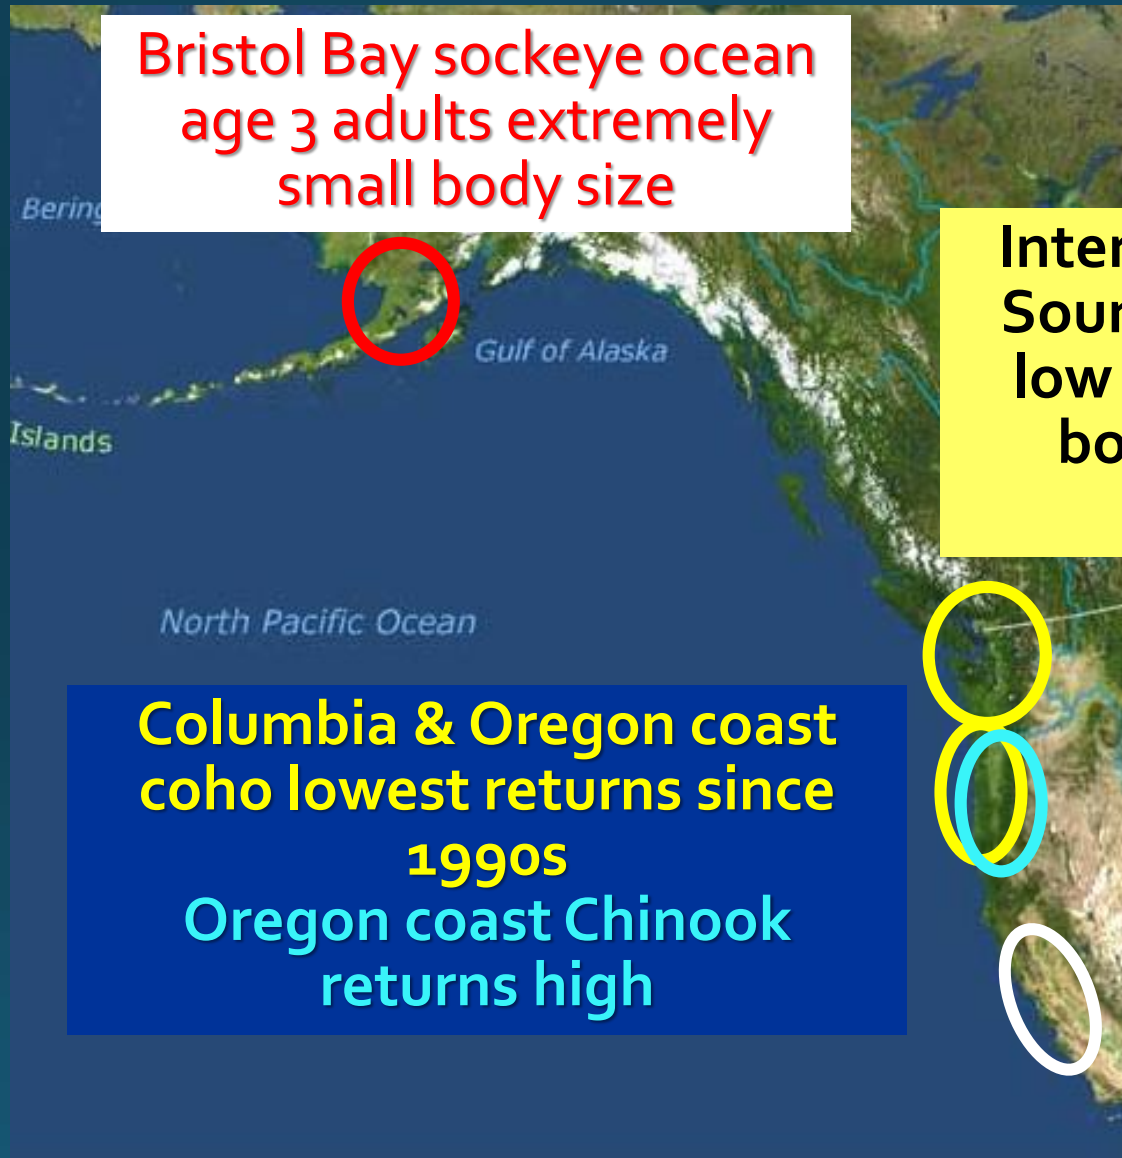 Bristol Bay sockeye ocean
age 3 adults extremely
small body size
Bering
Gulf of Alaska
Islands
low
North Pacific Ocean
Columbia & Oregon coast
coho lowest returns since
1990s
Oregon coast Chinook
returns high